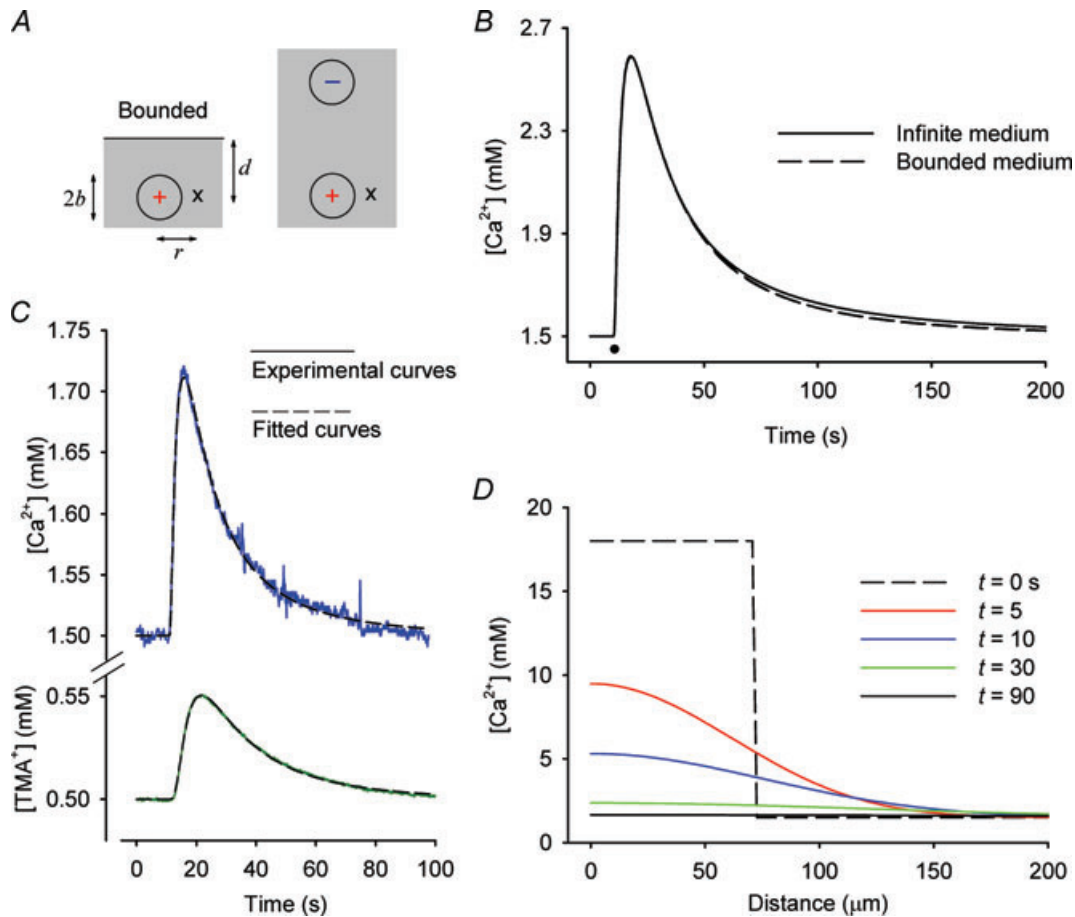 A
Bounded
2b
+
x
d
r
−
+
x
B
[Ca²⁺] (mM)
2.7
2.3
1.9
1.5
Infinite medium
Bounded medium
0
50
100
150
200
Time (s)
C
[Ca²⁺] (mM)
1.75
1.70
1.65
1.60
1.55
1.50
Experimental curves
Fitted curves
[TMA⁺] (mM)
0.55
0.50
0
20
40
60
80
100
Time (s)
D
[Ca²⁺] (mM)
20
15
10
5
0
t = 0 s
t = 5
t = 10
t = 30
t = 90
0
50
100
150
200
Distance (μm)